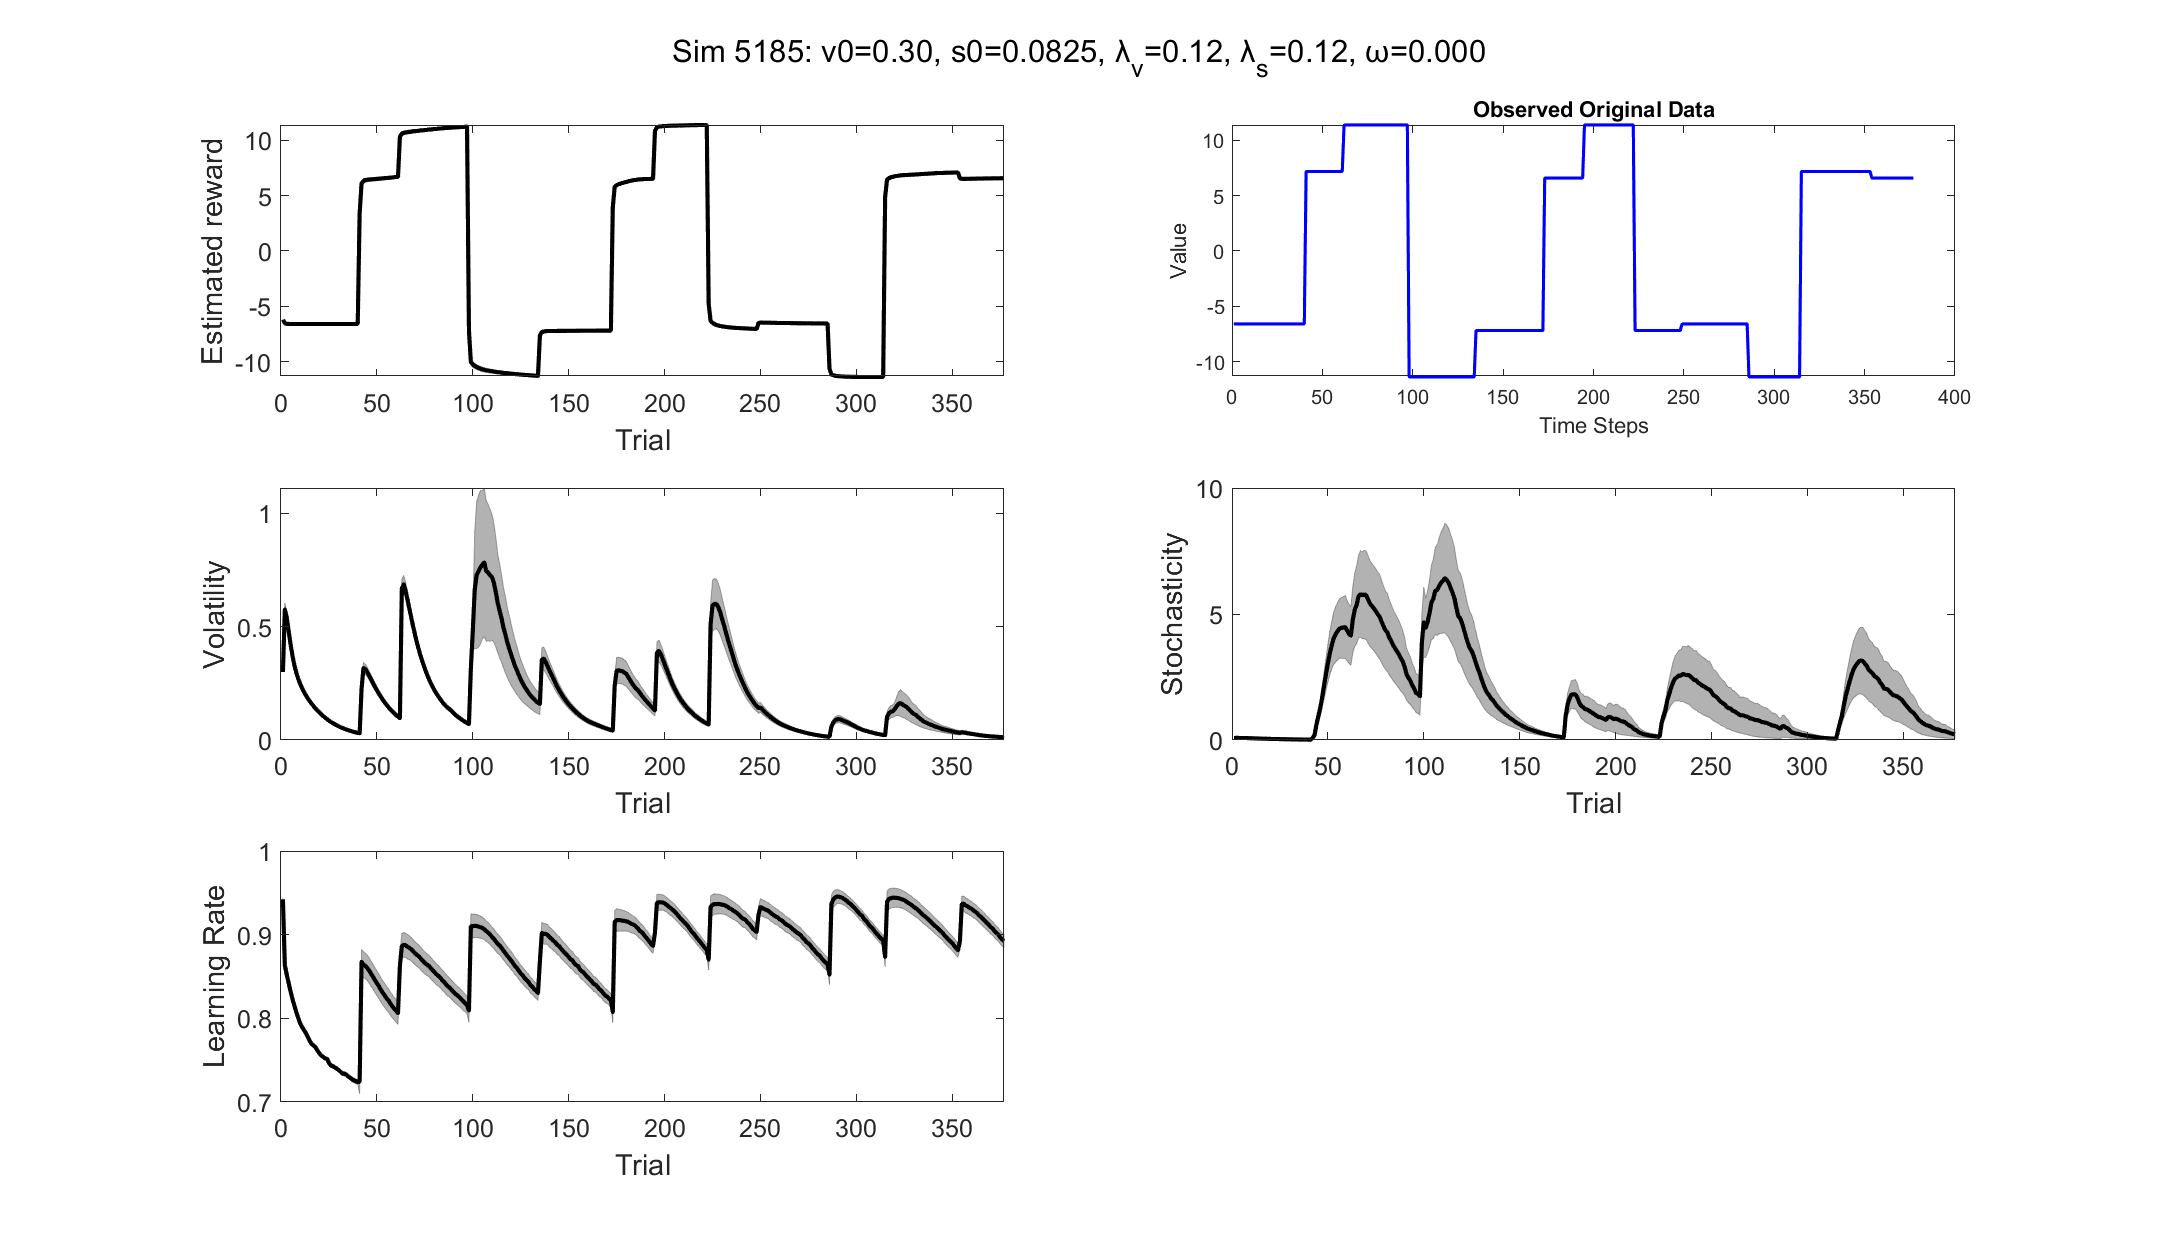 Sim 5185: v0=0.30, s0=0.0825, λ_v=0.12, λ_s=0.12, ω=0.000
Estimated reward
10
5
0
-5
-10
0 50 100 150 200 250 300 350
Trial
Observed Original Data
Value
10
5
0
-5
-10
0 50 100 150 200 250 300 350 400
Time Steps
Volatility
1
0.5
0
0 50 100 150 200 250 300 350
Trial
Stochasticity
10
5
0
0 50 100 150 200 250 300 350
Trial
Learning Rate
1
0.9
0.8
0.7
0 50 100 150 200 250 300 350
Trial